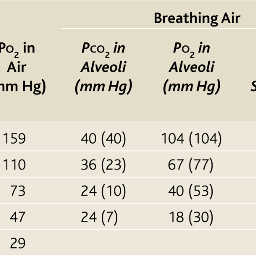 Breathing Air
PO2 in Air (mm Hg) PCO2 in Alveoli (mm Hg) PO2 in Alveoli (mm Hg)
159 40 (40) 104 (104)
110 36 (23) 67 (77)
73 24 (10) 40 (53)
47 24 (7) 18 (30)
29